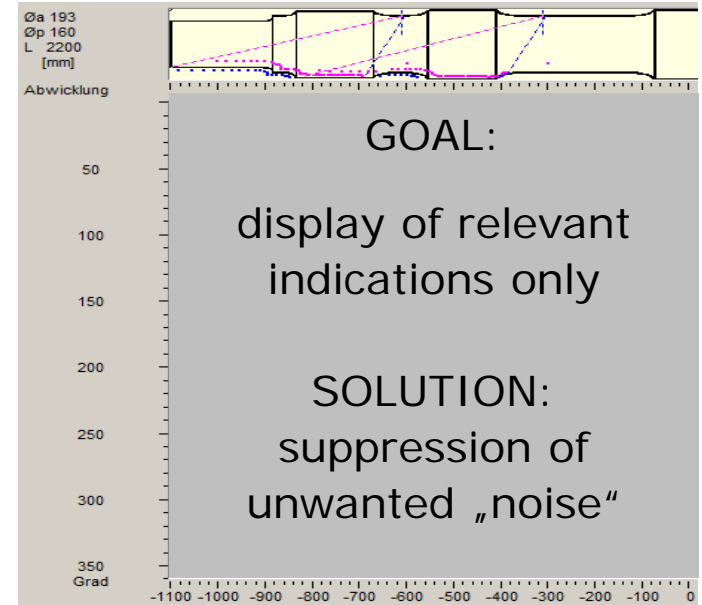 Øa 193
Øp 160
L 2200
[mm]
Abwicklung
GOAL:
50
display of relevant
100
indications only
150
200
SOLUTION:
250
suppression of
300
unwanted „noise“
350
Grad
-1100 -1000 -900 -800 -700 -600 -500 -400 -300 -200 -100 0